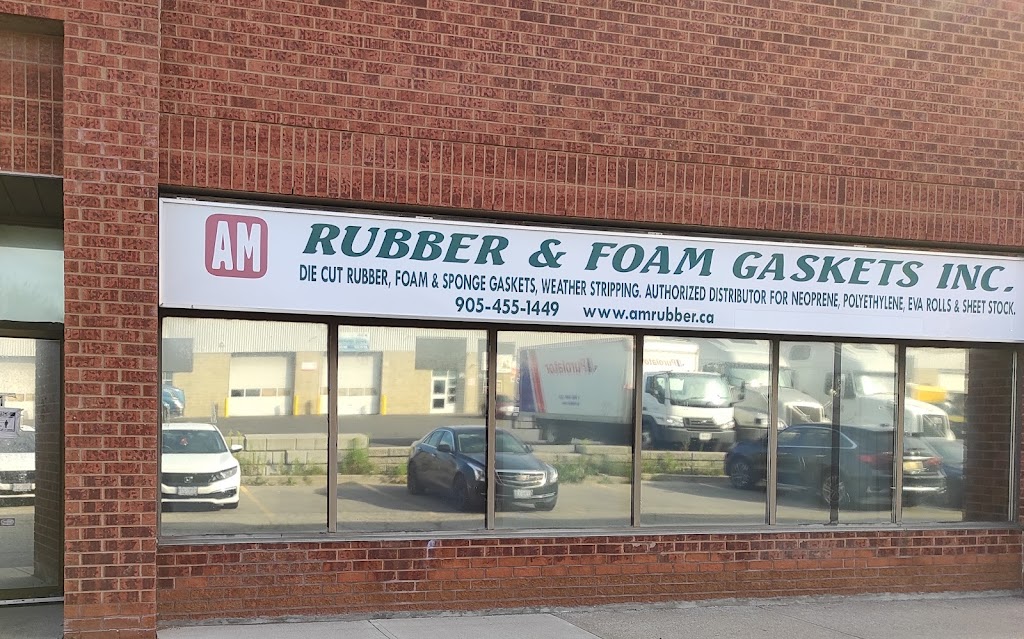 AM
RUBBER & FOAM GASKETS INC.
DIE CUT RUBBER, FOAM & SPONGE GASKETS, WEATHER STRIPPING. AUTHORIZED DISTRIBUTOR FOR NEOPRENE, POLYETHYLENE, EVA ROLLS & SHEET STOCK.
905-455-1449 www.amrubber.ca
Purolator